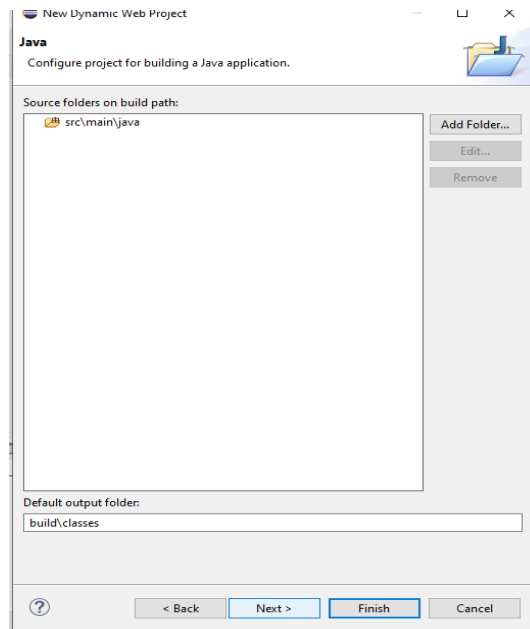 New Dynamic Web Project
Java
Configure project for building a Java application.
Source folders on build path:
src\main\java
Add Folder...
Edit...
Remove
Default output folder:
build\classes
? < Back Next > Finish Cancel